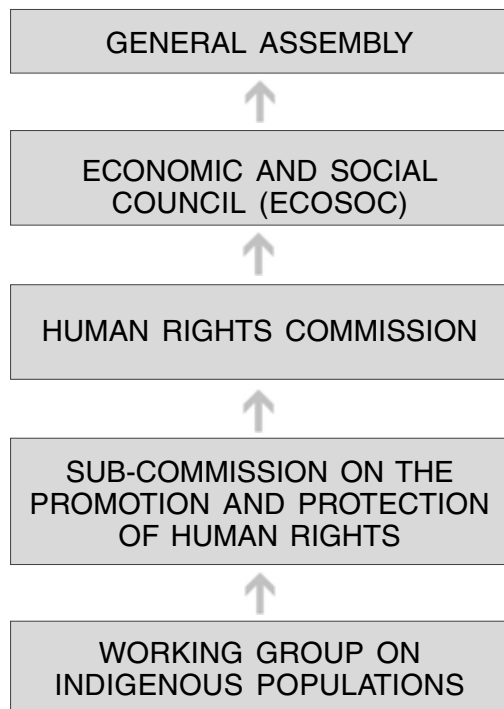 GENERAL ASSEMBLY
ECONOMIC AND SOCIAL
COUNCIL (ECOSOC)
HUMAN RIGHTS COMMISSION
SUB-COMMISSION ON THE
PROMOTION AND PROTECTION
OF HUMAN RIGHTS
WORKING GROUP ON
INDIGENOUS POPULATIONS